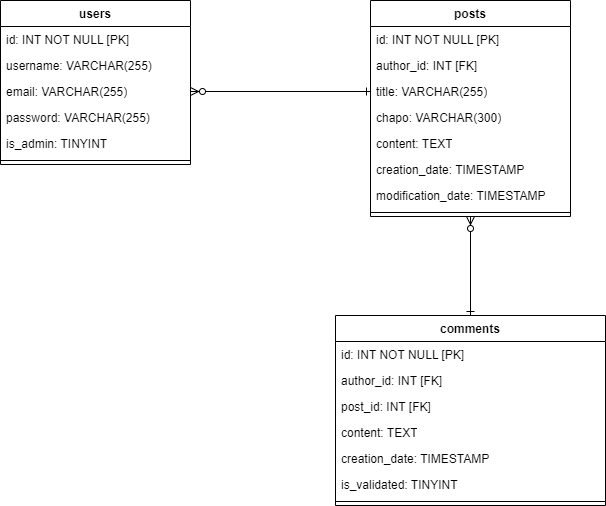 users
id: INT NOT NULL [PK]
username: VARCHAR(255)
email: VARCHAR(255)
password: VARCHAR(255)
is_admin: TINYINT
posts
id: INT NOT NULL [PK]
author_id: INT [FK]
title: VARCHAR(255)
chapo: VARCHAR(300)
content: TEXT
creation_date: TIMESTAMP
modification_date: TIMESTAMP
comments
id: INT NOT NULL [PK]
author_id: INT [FK]
post_id: INT [FK]
content: TEXT
creation_date: TIMESTAMP
is_validated: TINYINT